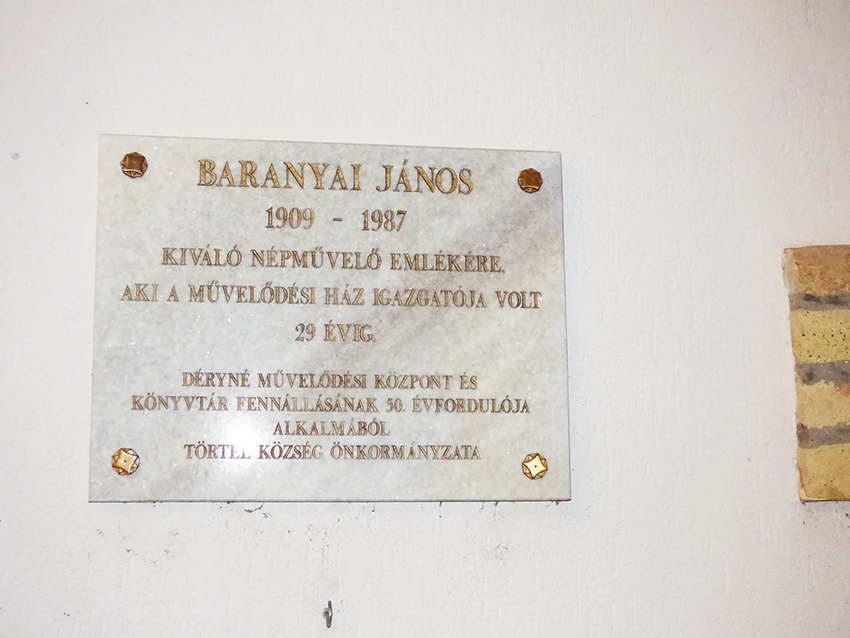 BARANYAI JÁNOS
1909 - 1987
KIVÁLÓ NÉPMŰVELŐ EMLÉKÉRE,
AKI A MŰVELŐDÉSI HÁZ IGAZGATÓJA VOLT
29 ÉVIG.
DÉRYNÉ MŰVELŐDÉSI KÖZPONT ÉS
KÖNYVTÁR FENNÁLLÁSÁNAK 50. ÉVFORDULÓJA
ALKALMÁBÓL
TÖRTEL KÖZSÉG ÖNKORMÁNYZATA